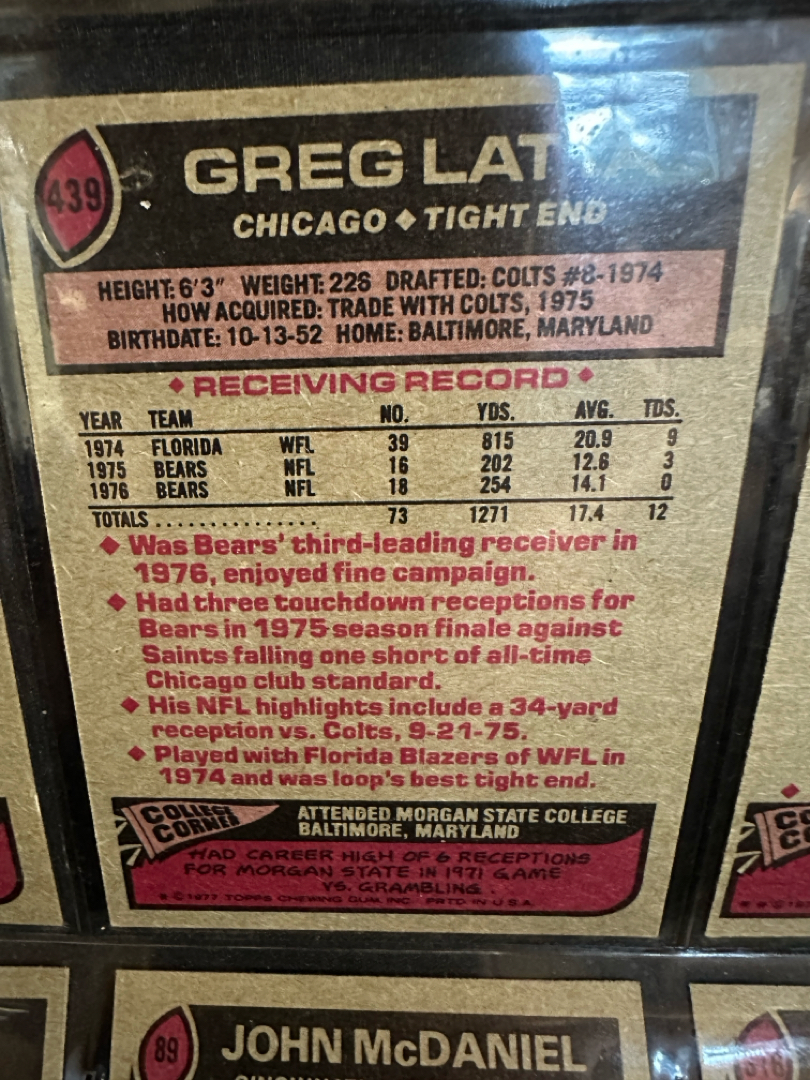 439
GREG
CHICAGO ◆ TIGHT END
HEIGHT: 6'3" WEIGHT: 226 DRAFTED: COLTS #8-1974
HOW ACQUIRED: TRADE WITH COLTS, 1975
BIRTHDATE: 10-13-52 HOME: BALTIMORE, MARYLAND
◆ RECEIVING RECORD ◆
YEAR TEAM NO. YDS. AVG. TDS.
1974 FLORIDA WFL 39 815 20.9 9
1975 BEARS NFL 16 202 12.6 3
1976 BEARS NFL 18 254 14.1 0
TOTALS ................ 73 1271 17.4 12
◆ Was Bears' third-leading receiver in
1976, enjoyed fine campaign.
◆ Had three touchdown receptions for
Bears in 1975 season finale against
Saints falling one short of all-time
Chicago club standard.
◆ His NFL highlights include a 34-yard
reception vs. Colts, 9-21-75.
◆ Played with Florida Blazers of WFL in
1974 and was loop's best tight end.
COLLEGE
CORNER
ATTENDED MORGAN STATE COLLEGE
BALTIMORE, MARYLAND
HAD CAREER HIGH OF 6 RECEPTIONS
FOR MORGAN STATE IN 1971 GAME
VS. GRAMBLING.
© 1977 TOPPS CHEWING GUM, INC. PRTD IN U.S.A.
89
JOHN McDANIEL